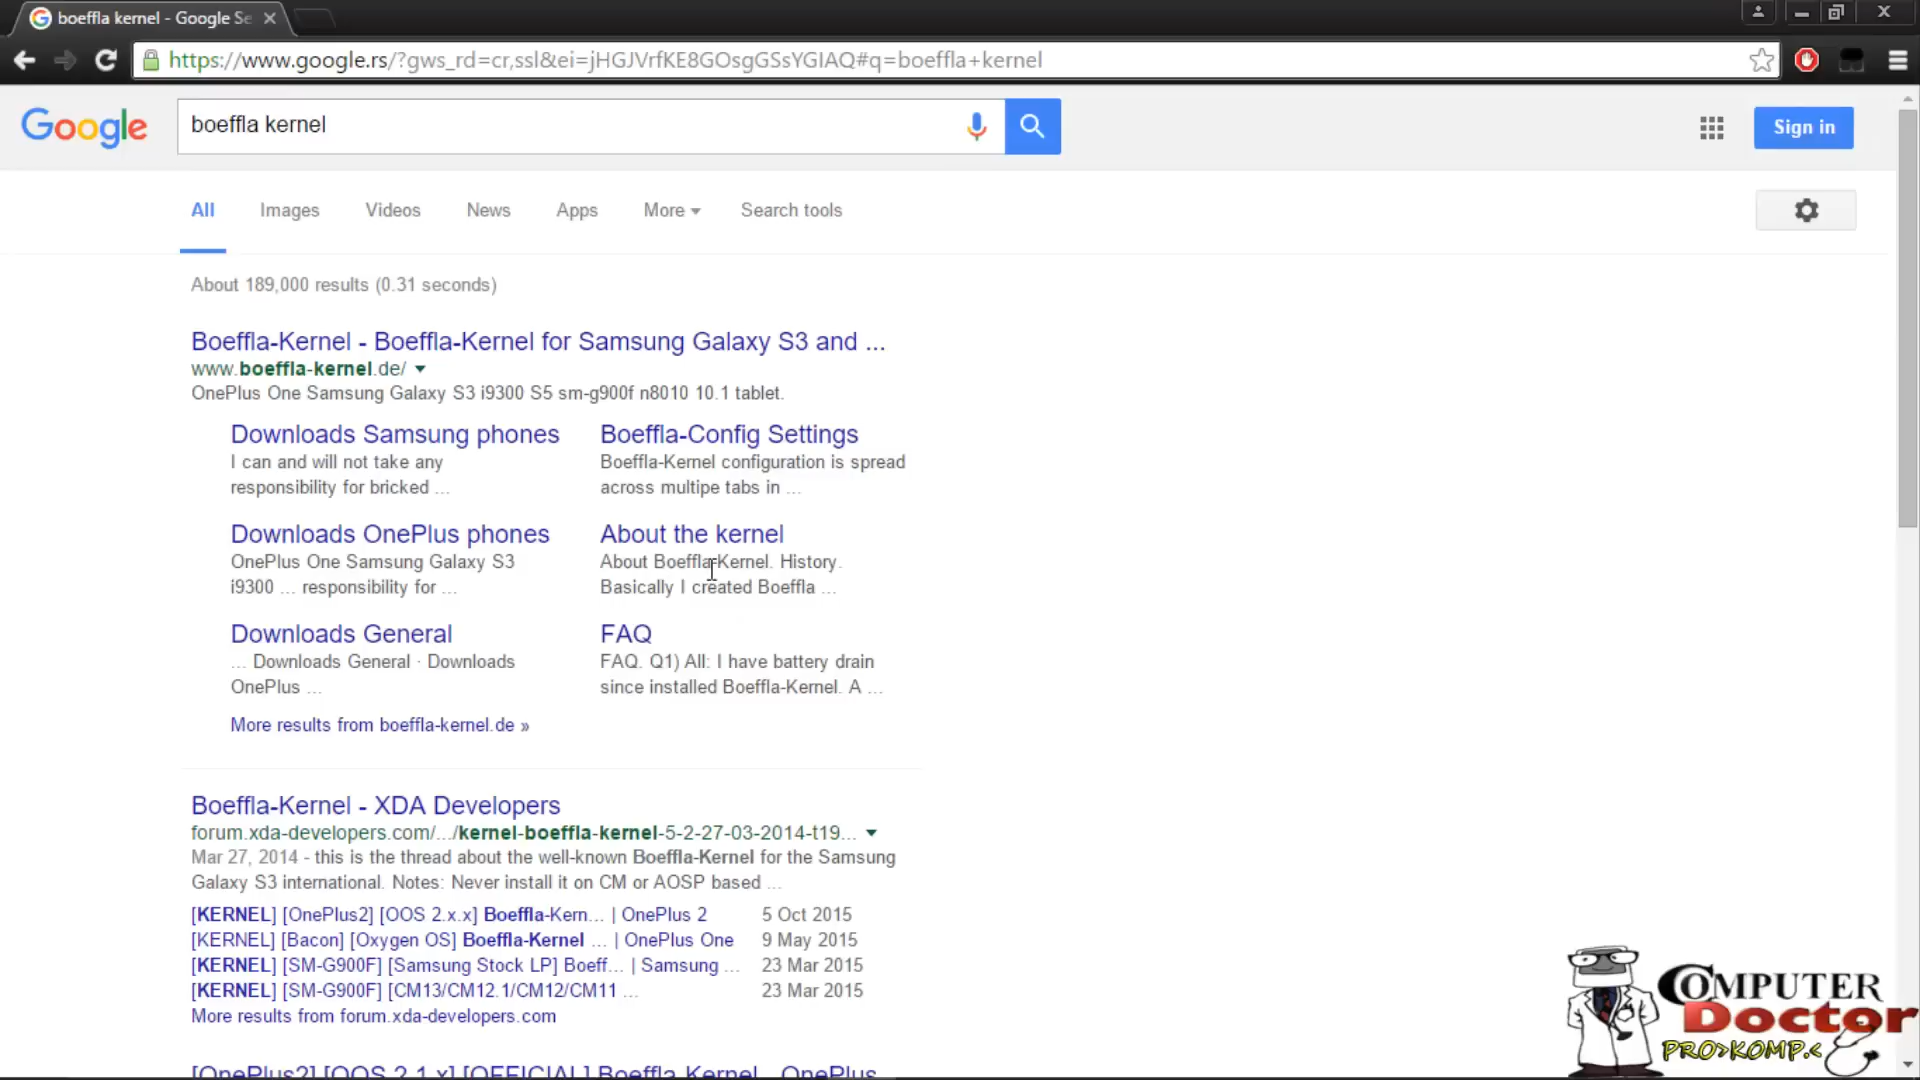 boeffla kernel - Google Se
https://www.google.rs/?gws_rd=cr,ssl&ei=jHGJVrfKE8GOsgGSsYGIAQ#q=boeffla+kernel
Google
boeffla kernel
Sign in
All Images Videos News Apps More Search tools
About 189,000 results (0.31 seconds)
Boeffla-Kernel - Boeffla-Kernel for Samsung Galaxy S3 and ...
www.boeffla-kernel.de/
OnePlus One Samsung Galaxy S3 i9300 S5 sm-g900f n8010 10.1 tablet.
Downloads Samsung phones
I can and will not take any
responsibility for bricked ...
Boeffla-Config Settings
Boeffla-Kernel configuration is spread
across multipe tabs in ...
Downloads OnePlus phones
OnePlus One Samsung Galaxy S3
i9300 ... responsibility for ...
About the kernel
About Boeffla-Kernel. History.
Basically I created Boeffla ...
Downloads General
... Downloads General · Downloads
OnePlus ...
FAQ
FAQ. Q1) All: I have battery drain
since installed Boeffla-Kernel. A ...
More results from boeffla-kernel.de »
Boeffla-Kernel - XDA Developers
forum.xda-developers.com/.../kernel-boeffla-kernel-5-2-27-03-2014-t19...
Mar 27, 2014 - this is the thread about the well-known Boeffla-Kernel for the Samsung
Galaxy S3 international. Notes: Never install it on CM or AOSP based ...
[KERNEL] [OnePlus2] [OOS 2.x.x] Boeffla-Kern... | OnePlus 2 5 Oct 2015
[KERNEL] [Bacon] [Oxygen OS] Boeffla-Kernel ... | OnePlus One 9 May 2015
[KERNEL] [SM-G900F] [Samsung Stock LP] Boeff... | Samsung ... 23 Mar 2015
[KERNEL] [SM-G900F] [CM13/CM12.1/CM12/CM11 ... 23 Mar 2015
More results from forum.xda-developers.com
[OnePlus2] [OOS 2.1.x] [OFFICIAL] Boeffla-Kernel - OnePlus
COMPUTER
Doctor
PRO>KOMP.<